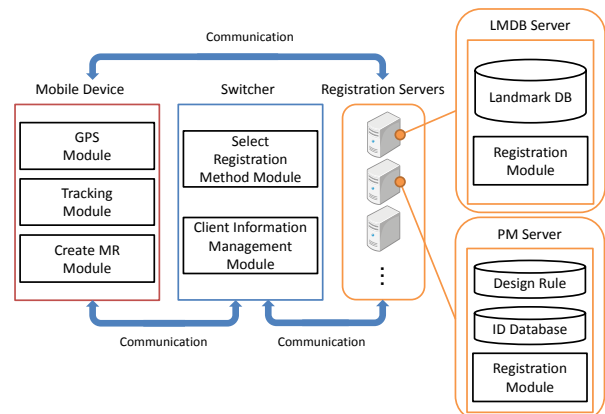 Communication
Mobile Device
GPS
Module
Tracking
Module
Create MR
Module
Switcher
Select
Registration
Method Module
Client Information
Management
Module
Registration Servers
⋮
Communication
Communication
LMDB Server
Landmark DB
Registration
Module
PM Server
Design Rule
ID Database
Registration
Module